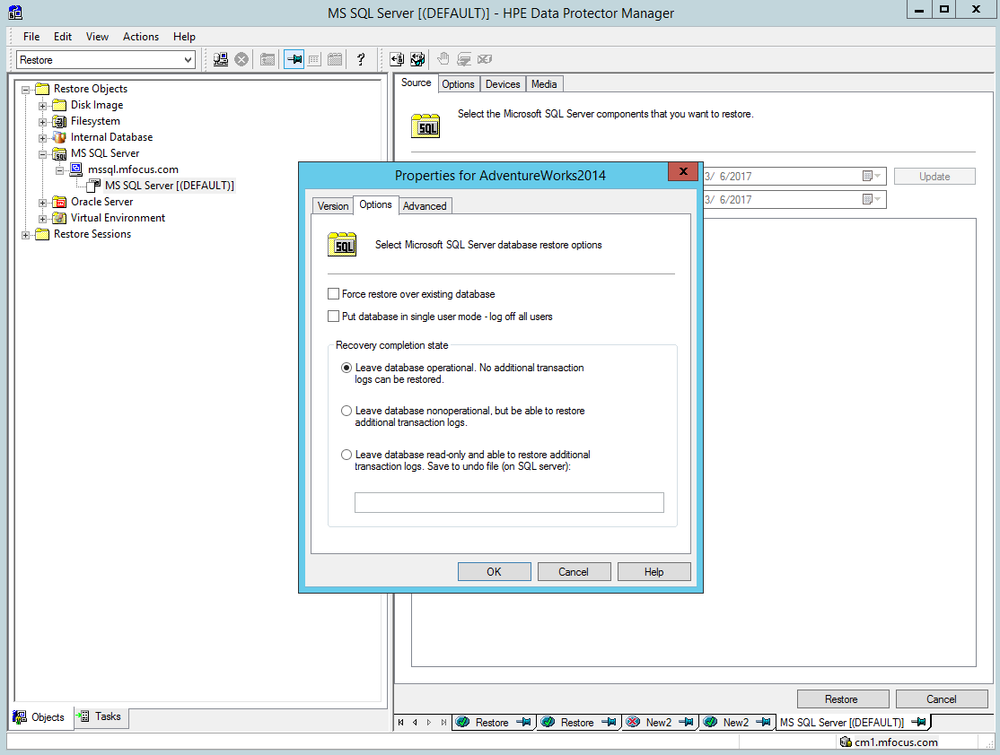 MS SQL Server [(DEFAULT)] - HPE Data Protector Manager
File Edit View Actions Help
Restore
?
Restore Objects
Disk Image
Filesystem
Internal Database
MS SQL Server
mssql.mfocus.com
MS SQL Server [(DEFAULT)]
Oracle Server
Virtual Environment
Restore Sessions
Objects Tasks
Source Options Devices Media
SQL
Select the Microsoft SQL Server components that you want to restore.
3/ 6/2017
Update
3/ 6/2017
Properties for AdventureWorks2014
Version Options Advanced
SQL
Select Microsoft SQL Server database restore options
Force restore over existing database
Put database in single user mode - log off all users
Recovery completion state
Leave database operational. No additional transaction
logs can be restored.
Leave database nonoperational, but be able to restore
additional transaction logs.
Leave database read-only and able to restore additional
transaction logs. Save to undo file (on SQL server):
OK Cancel Help
Restore Cancel
Restore Restore New2 New2 MS SQL Server [(DEFAULT)]
cm1.mfocus.com